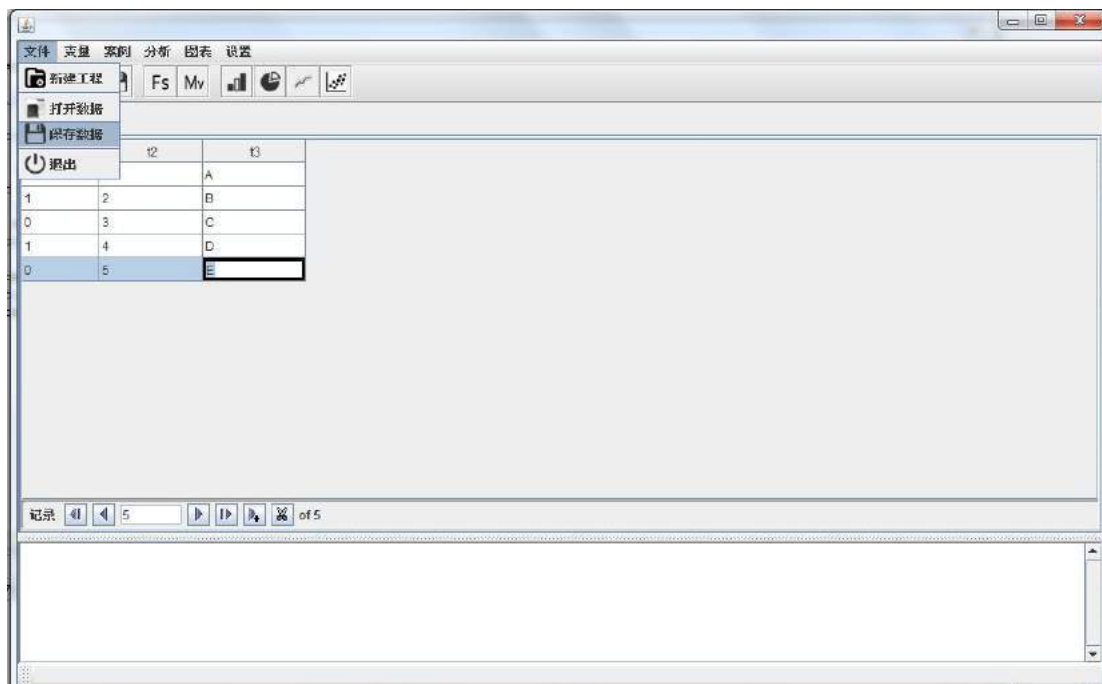 文件 变量 案例 分析 图表 设置
新建工程 Fs Mv
打开数据
保存数据
退出
t2 t3
A
1 2 B
0 3 C
1 4 D
0 5 E
记录 5 of 5